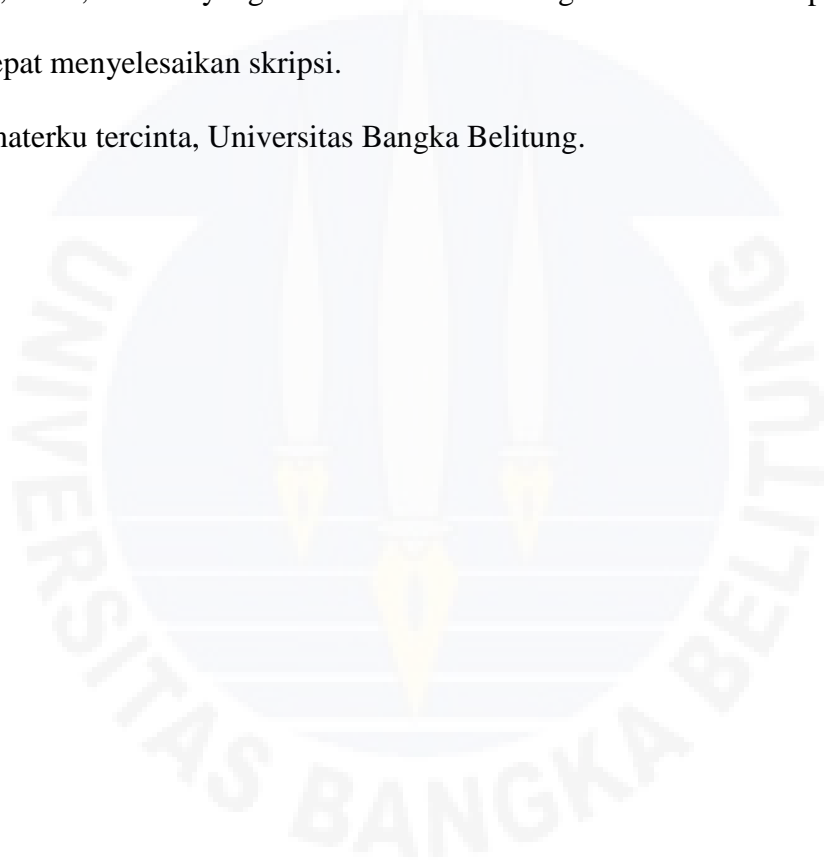 epat menyelesaikan skripsi.
naterku tercinta, Universitas Bangka Belitung.
UNIVERSITAS BANGKA BELITUNG